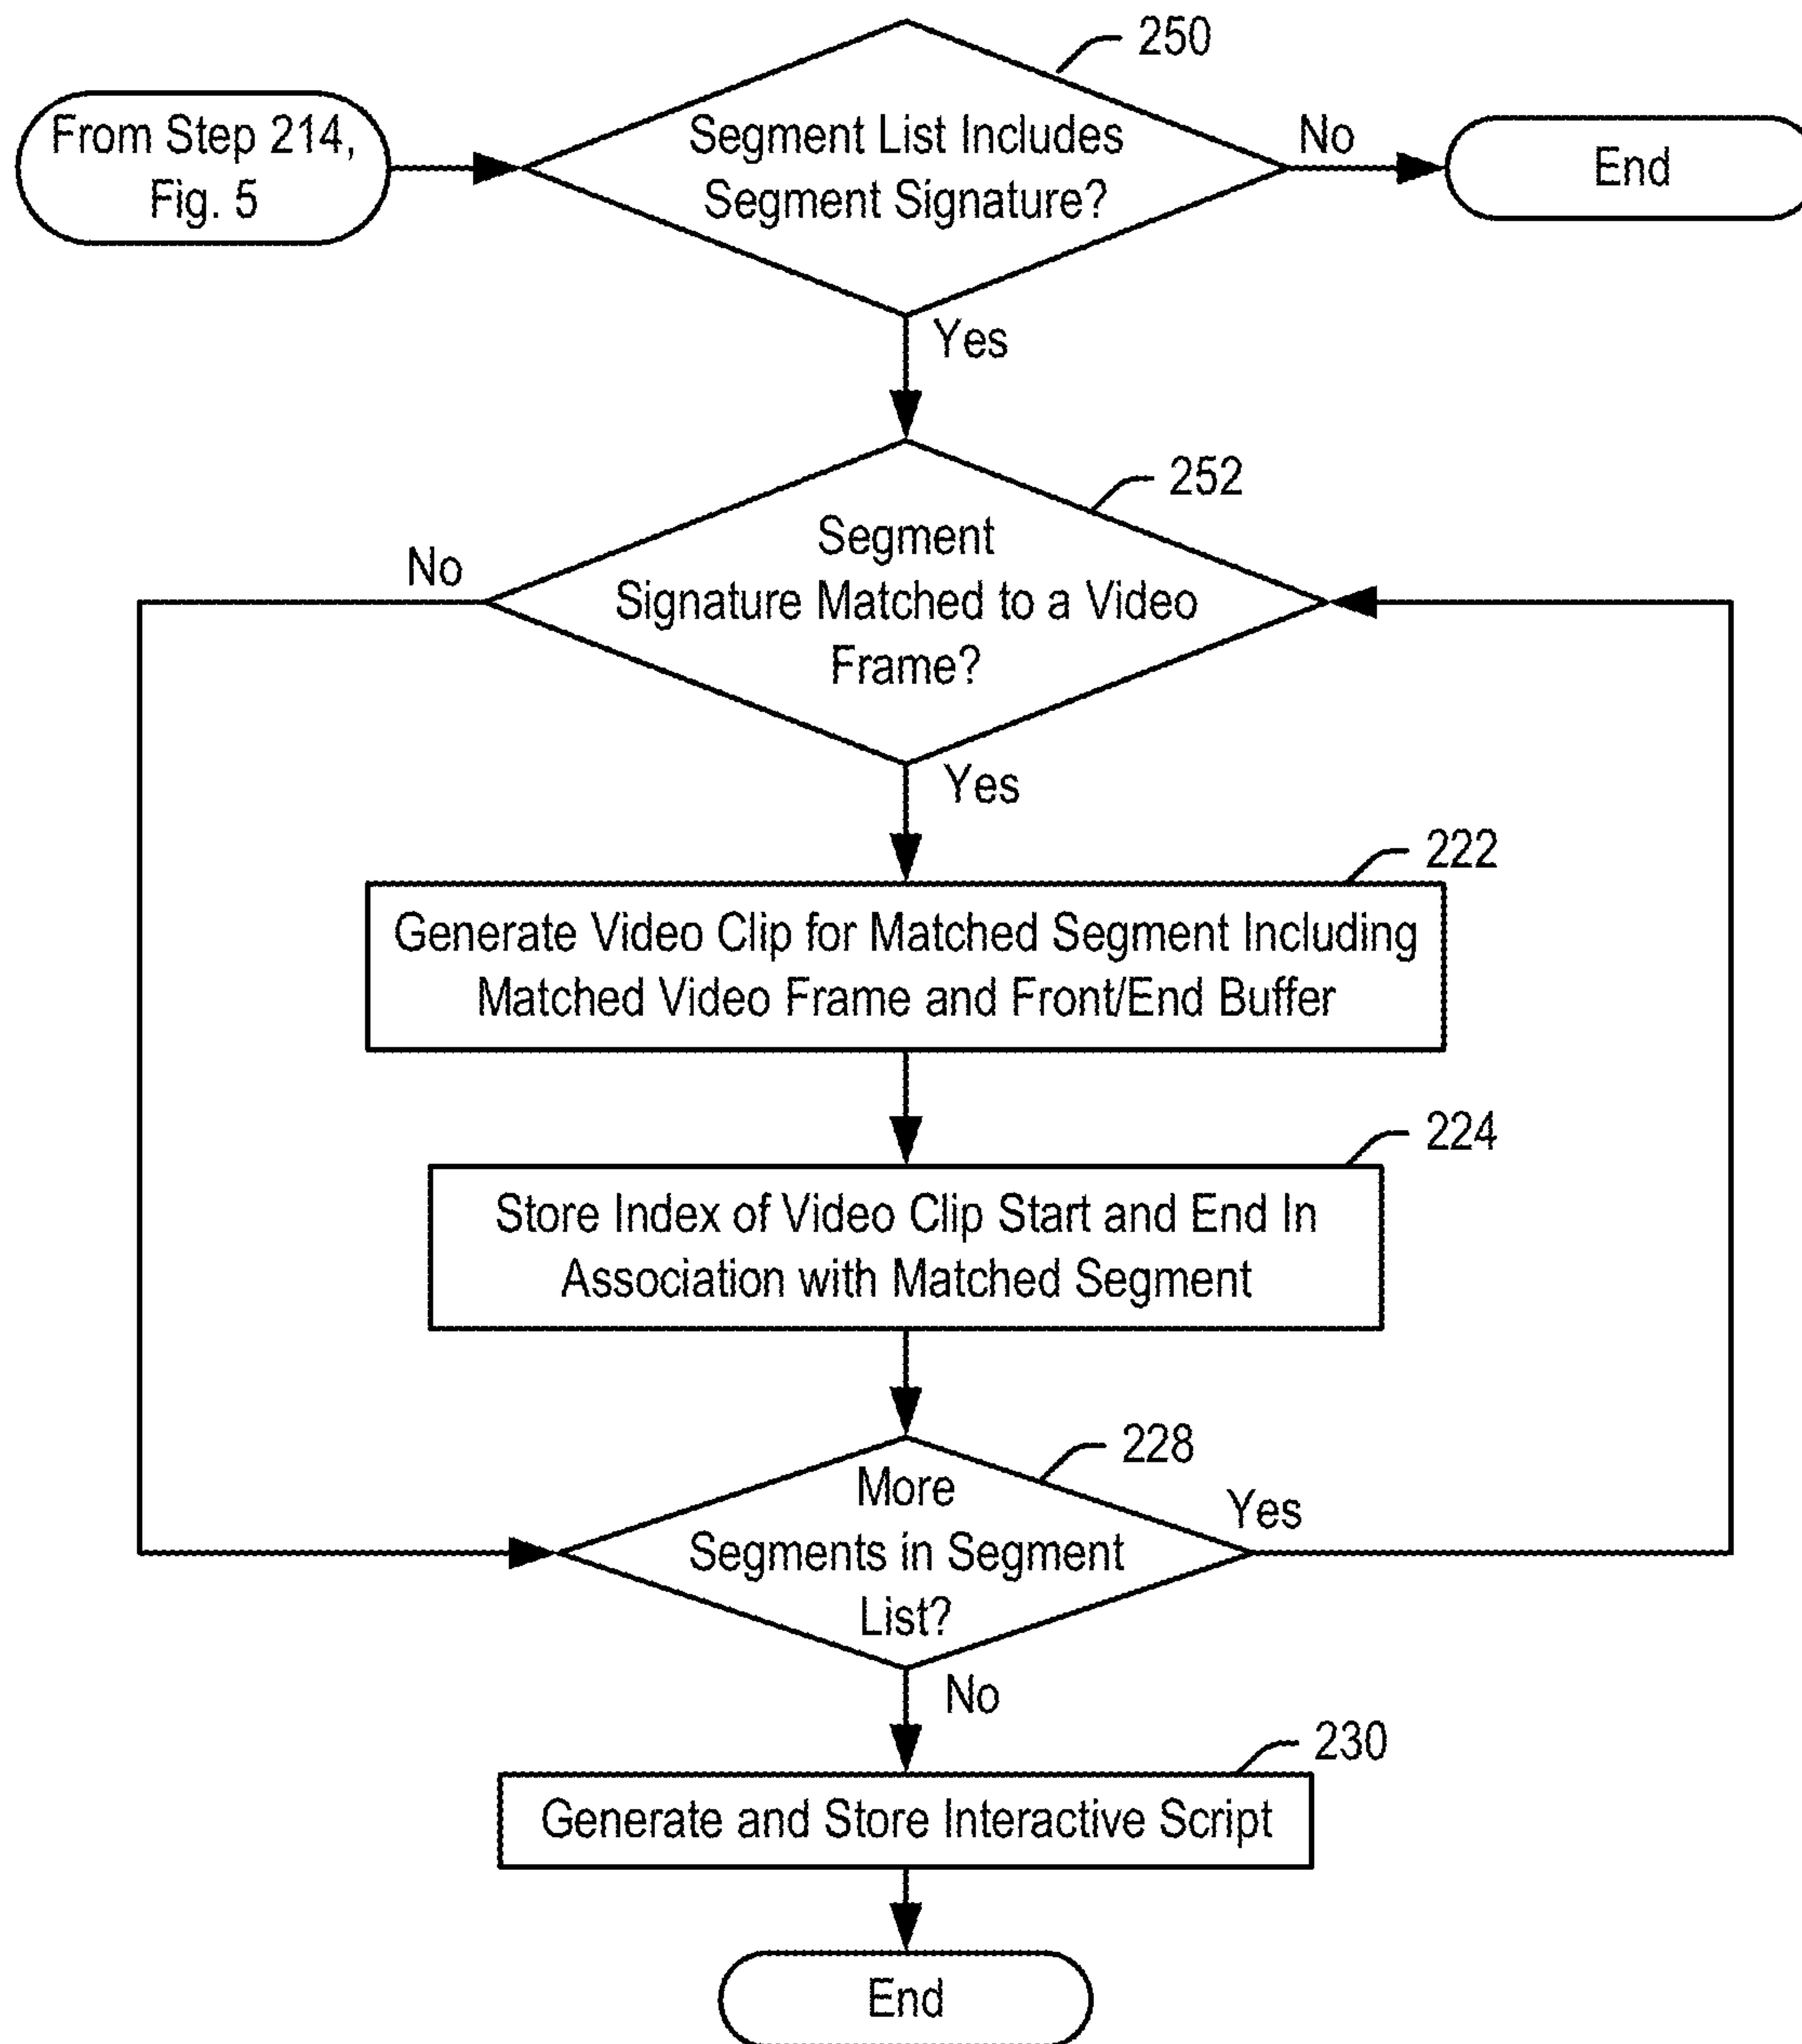 250
From Step 214,
Fig. 5
Segment List Includes
Segment Signature?
No
End
Yes
252
Segment
Signature Matched to a Video
Frame?
No
Yes
222
Generate Video Clip for Matched Segment Including
Matched Video Frame and Front/End Buffer
224
Store Index of Video Clip Start and End In
Association with Matched Segment
228
More
Segments in Segment
List?
Yes
No
230
Generate and Store Interactive Script
End